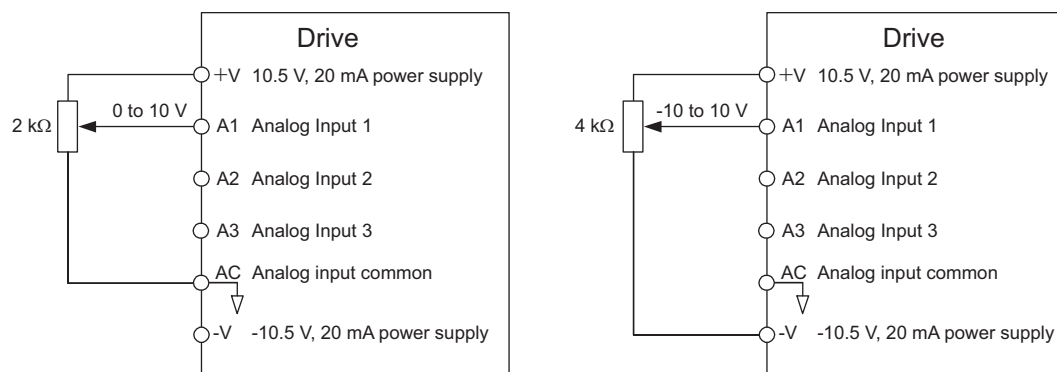 Drive
+V 10.5 V, 20 mA power supply
0 to 10 V
2 kΩ
A1 Analog Input 1
A2 Analog Input 2
A3 Analog Input 3
AC Analog input common
-V -10.5 V, 20 mA power supply
Drive
+V 10.5 V, 20 mA power supply
-10 to 10 V
4 kΩ
A1 Analog Input 1
A2 Analog Input 2
A3 Analog Input 3
AC Analog input common
-V -10.5 V, 20 mA power supply